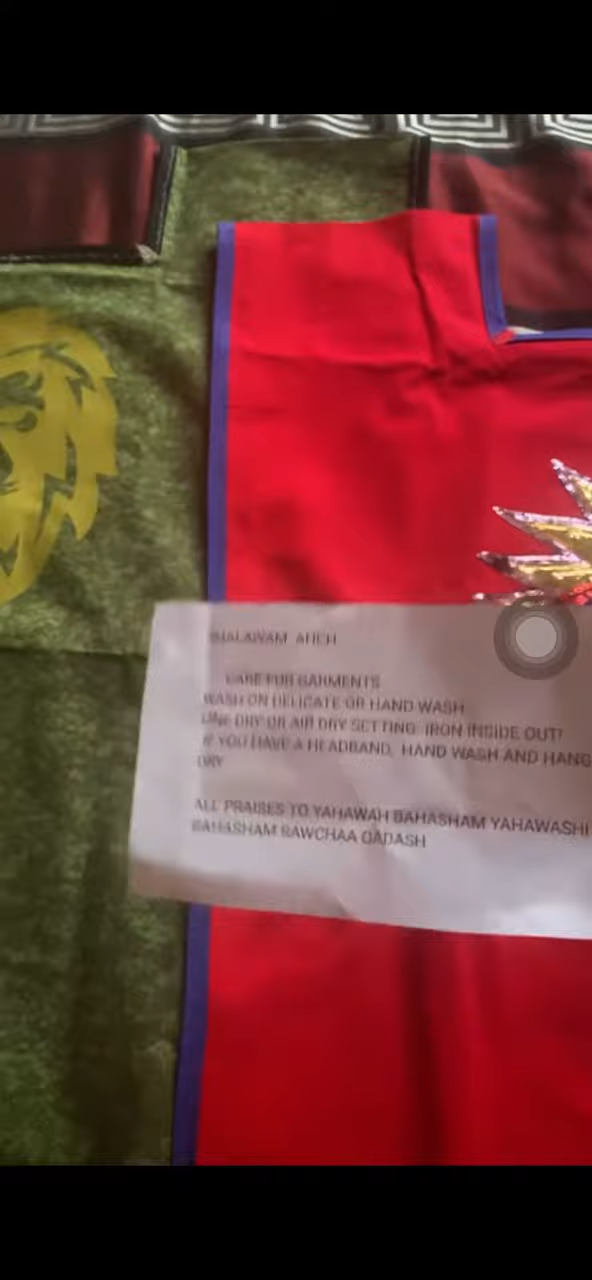 SHALAWAM AHCH
CARE FOR GARMENTS
WASH ON DELICATE OR HAND WASH
LINE DRY OR AIR DRY SETTING. IRON INSIDE OUT!
IF YOU HAVE A HEADBAND, HAND WASH AND HANG
DRY
ALL PRAISES TO YAHAWAH BAHASHAM YAHAWASHI
BAHASHAM RAWCHAA QADASH